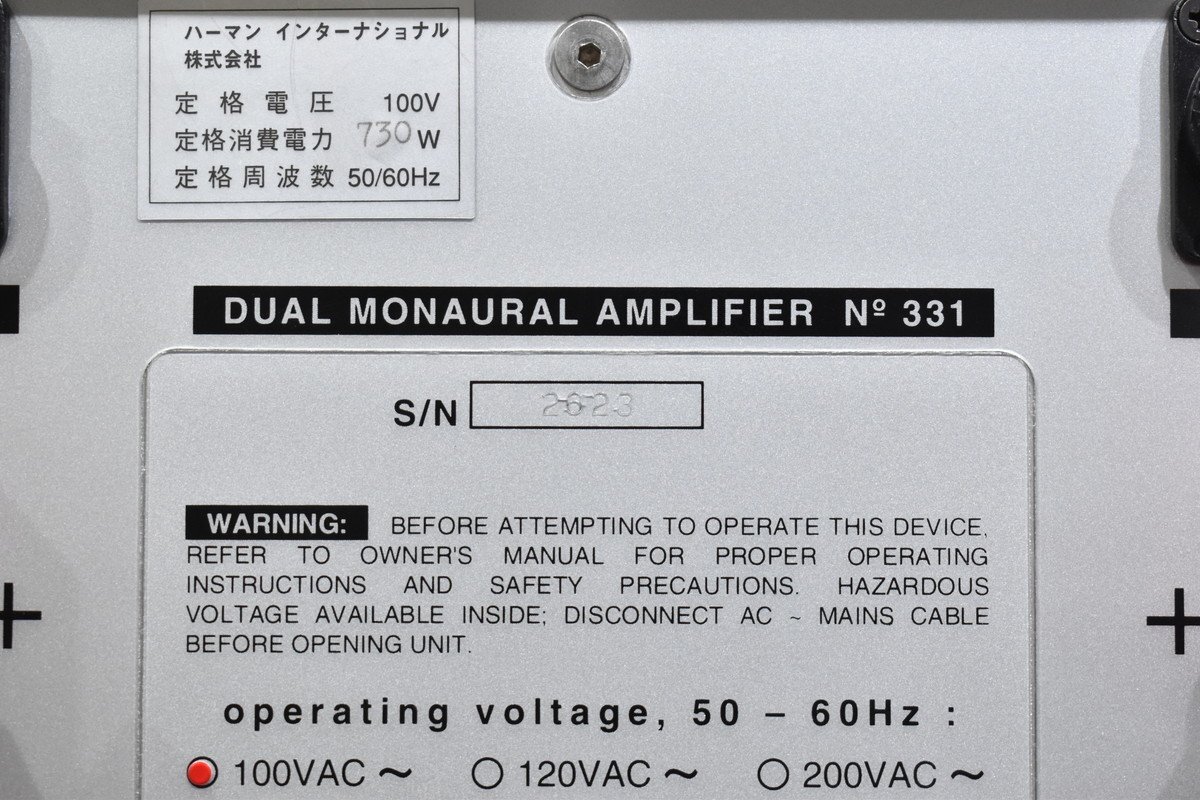 ハーマン インターナショナル
株式会社
定格電圧 100V
定格消費電力 730W
定格周波数 50/60Hz
DUAL MONAURAL AMPLIFIER Nº 331
S/N 2623
WARNING: BEFORE ATTEMPTING TO OPERATE THIS DEVICE,
REFER TO OWNER'S MANUAL FOR PROPER OPERATING
INSTRUCTIONS AND SAFETY PRECAUTIONS. HAZARDOUS
VOLTAGE AVAILABLE INSIDE; DISCONNECT AC ~ MAINS CABLE
BEFORE OPENING UNIT.
+ +
operating voltage, 50 – 60Hz :
100VAC ~ 120VAC ~ 200VAC ~